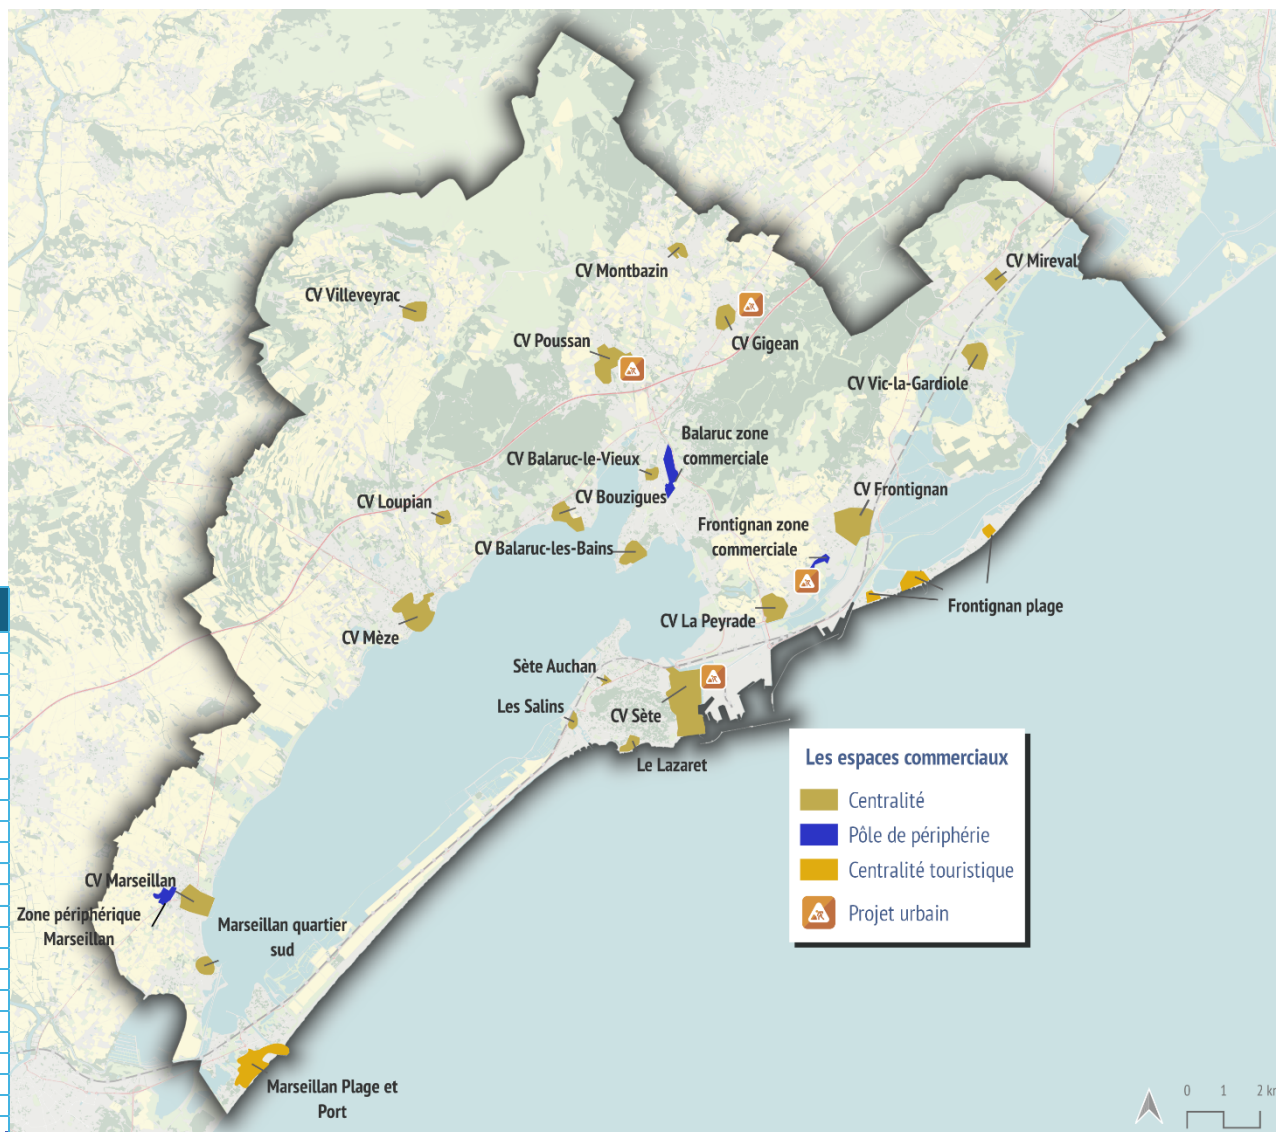 CV Mireval
CV Montbazin
CV Villeveyrac
CV Poussan
CV Gigean
CV Vic-la-Gardiole
Balaruc zone
commerciale
CV Balaruc-le-Vieux
CV Bouzigues
CV Frontignan
CV Loupian
Frontignan zone
commerciale
CV Balaruc-les-Bains
Frontignan plage
CV La Peyrade
CV Mèze
Sète Auchan
Les Salins
CV Sète
Le Lazaret
Les espaces commerciaux
Centralité
Pôle de périphérie
Centralité touristique
Projet urbain
CV Marseillan
Zone périphérique
Marseillan
Marseillan quartier
sud
Marseillan Plage et
Port
0 1 2 km